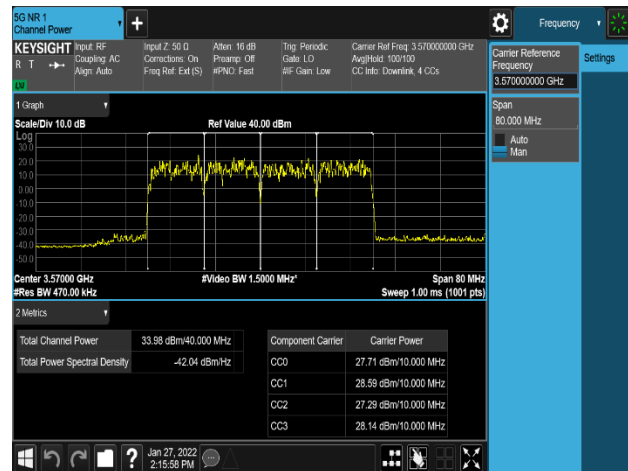 5G NR 1
Channel Power
Frequency
KEYSIGHT
R T
LW
Input: RF
Coupling: AC
Align: Auto
Input Z: 50 Ω
Corrections: On
Freq Ref: Ext (S)
Atten: 16 dB
Preamp: Off
#PNO: Fast
Trig: Periodic
Gate: LO
#IF Gain: Low
Carrier Ref Freq: 3.570000000 GHz
Avg|Hold: 100/100
CC Info: Downlink, 4 CCs
Carrier Reference
Frequency
3.570000000 GHz
Settings
Span
80.000 MHz
Auto
Man
1 Graph
Scale/Div 10.0 dB
Ref Value 40.00 dBm
Log
30.0
20.0
10.0
0.00
-10.0
-20.0
-30.0
-40.0
-50.0
Center 3.57000 GHz
#Video BW 1.5000 MHz*
Span 80 MHz
#Res BW 470.00 kHz
Sweep 1.00 ms (1001 pts)
2 Metrics
Total Channel Power 33.98 dBm/40.000 MHz
Total Power Spectral Density -42.04 dBm/Hz
Component Carrier Carrier Power
CC0 27.71 dBm/10.000 MHz
CC1 28.59 dBm/10.000 MHz
CC2 27.29 dBm/10.000 MHz
CC3 28.14 dBm/10.000 MHz
?
Jan 27, 2022
2:15:58 PM